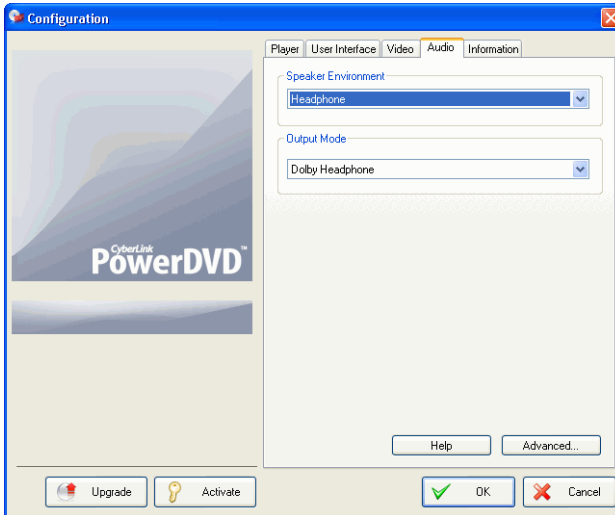 Configuration
Player User Interface Video Audio Information
Speaker Environment
Headphone
Output Mode
Dolby Headphone
CyberLink
PowerDVD™
Help Advanced...
Upgrade Activate OK Cancel